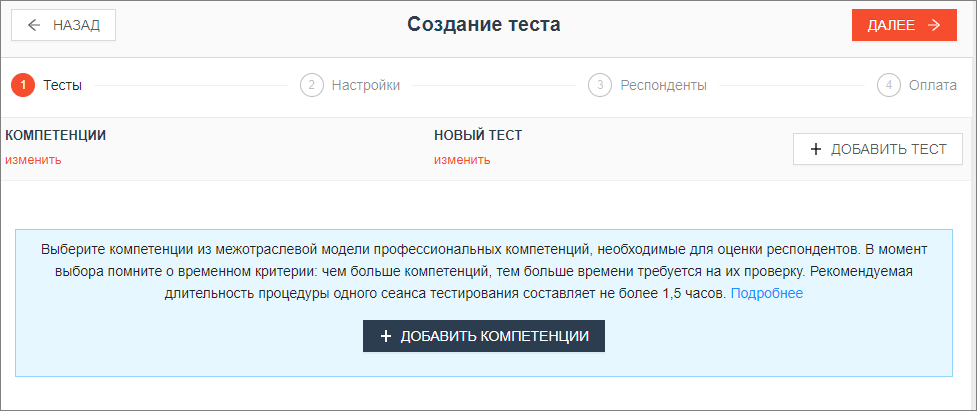 НАЗАД
Создание теста
ДАЛЕЕ
1 Тесты
2 Настройки
3 Респонденты
4 Оплата
КОМПЕТЕНЦИИ
изменить
НОВЫЙ ТЕСТ
изменить
+ ДОБАВИТЬ ТЕСТ
Выберите компетенции из межотраслевой модели профессиональных компетенций, необходимые для оценки респондентов. В момент
выбора помните о временном критерии: чем больше компетенций, тем больше времени требуется на их проверку. Рекомендуемая
длительность процедуры одного сеанса тестирования составляет не более 1,5 часов. Подробнее
+ ДОБАВИТЬ КОМПЕТЕНЦИИ